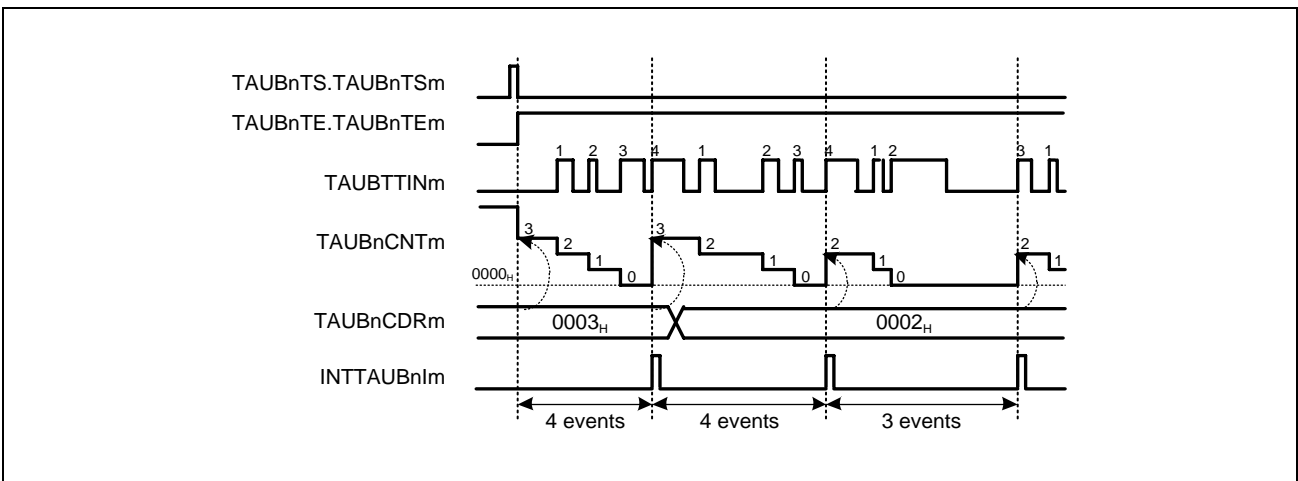 TAUBnTS.TAUBnTSm
TAUBnTE.TAUBnTEm
1 2 3 4 1 2 3 4 1 2 3 1
TAUBTTINm
3 2 1 0 3 2 1 0 2 1 0 2 1
TAUBnCNTm
0000H
TAUBnCDRm 0003H 0002H
INTTAUBnIm
4 events 4 events 3 events